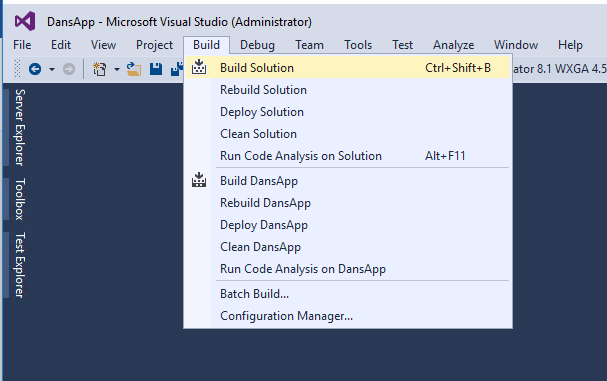 DansApp - Microsoft Visual Studio (Administrator)
File Edit View Project Build Debug Team Tools Test Analyze Window Help
ator 8.1 WXGA 4.5
Build Solution Ctrl+Shift+B
Rebuild Solution
Deploy Solution
Clean Solution
Run Code Analysis on Solution Alt+F11
Build DansApp
Rebuild DansApp
Deploy DansApp
Clean DansApp
Run Code Analysis on DansApp
Batch Build...
Configuration Manager...
Server Explorer
Toolbox
Test Explorer